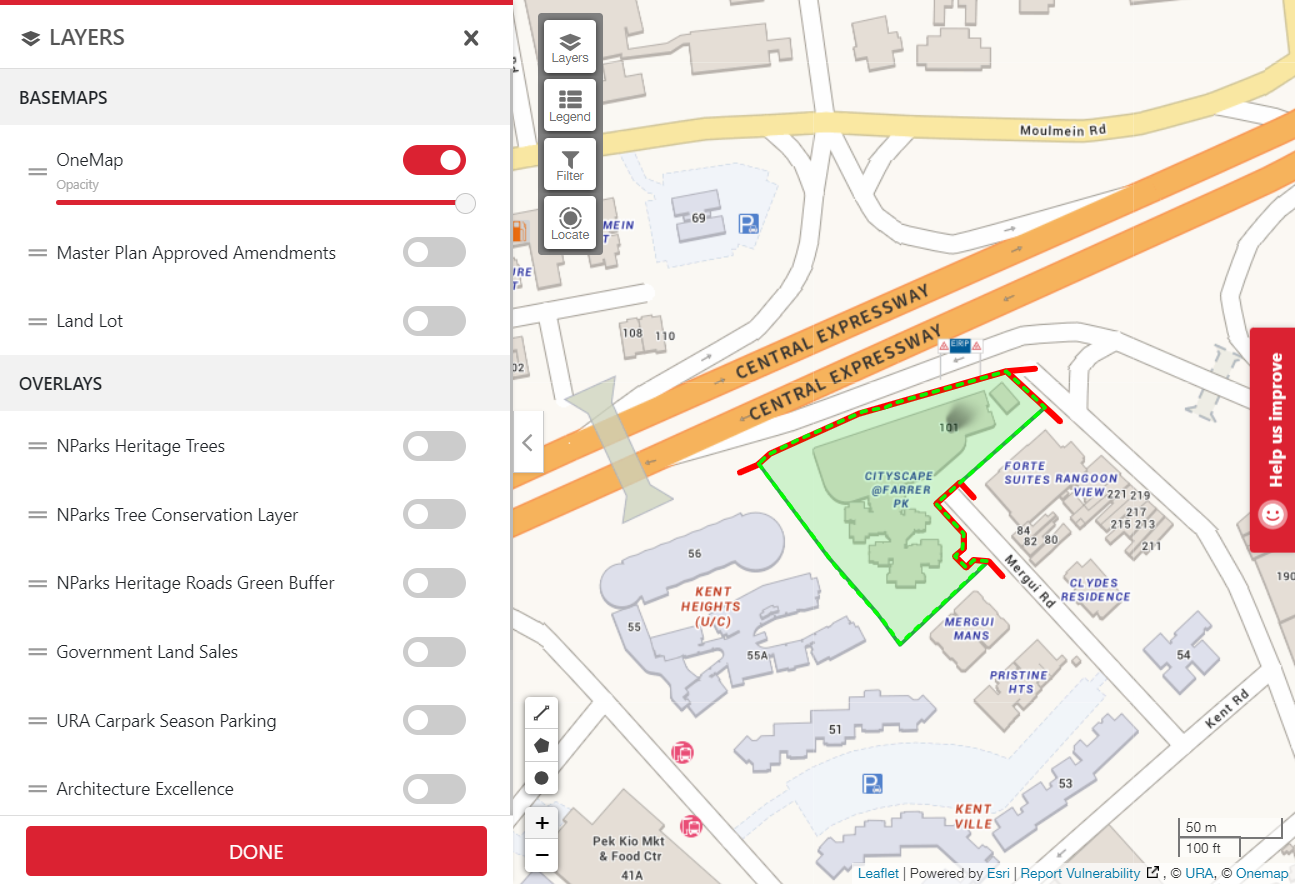 LAYERS
BASEMAPS
OneMap
Opacity
Master Plan Approved Amendments
Land Lot
OVERLAYS
NParks Heritage Trees
NParks Tree Conservation Layer
NParks Heritage Roads Green Buffer
Government Land Sales
URA Carpark Season Parking
Architecture Excellence
DONE
Layers
Legend
Filter
Locate
Moulmein Rd
69
P
MEIN
T
URE
T
108
110
02
CENTRAL EXPRESSWAY
CENTRAL EXPRESSWAY
ERP
101
CITYSCAPE
@FARRER
PK
FORTE
SUITES
RANGOON
VIEW
221
219
217
215
213
211
84
82
80
Mergui Rd
CLYDES
RESIDENCE
56
KENT
HEIGHTS
(U/C)
55
55A
MERGUI
MANS
PRISTINE
HTS
54
Kent Rd
51
P
53
KENT
VILLE
Pek Kio Mkt
& Food Ctr
41A
190
Help us improve
+
−
50 m
100 ft
Leaflet | Powered by Esri | Report Vulnerability , © URA, © Onemap